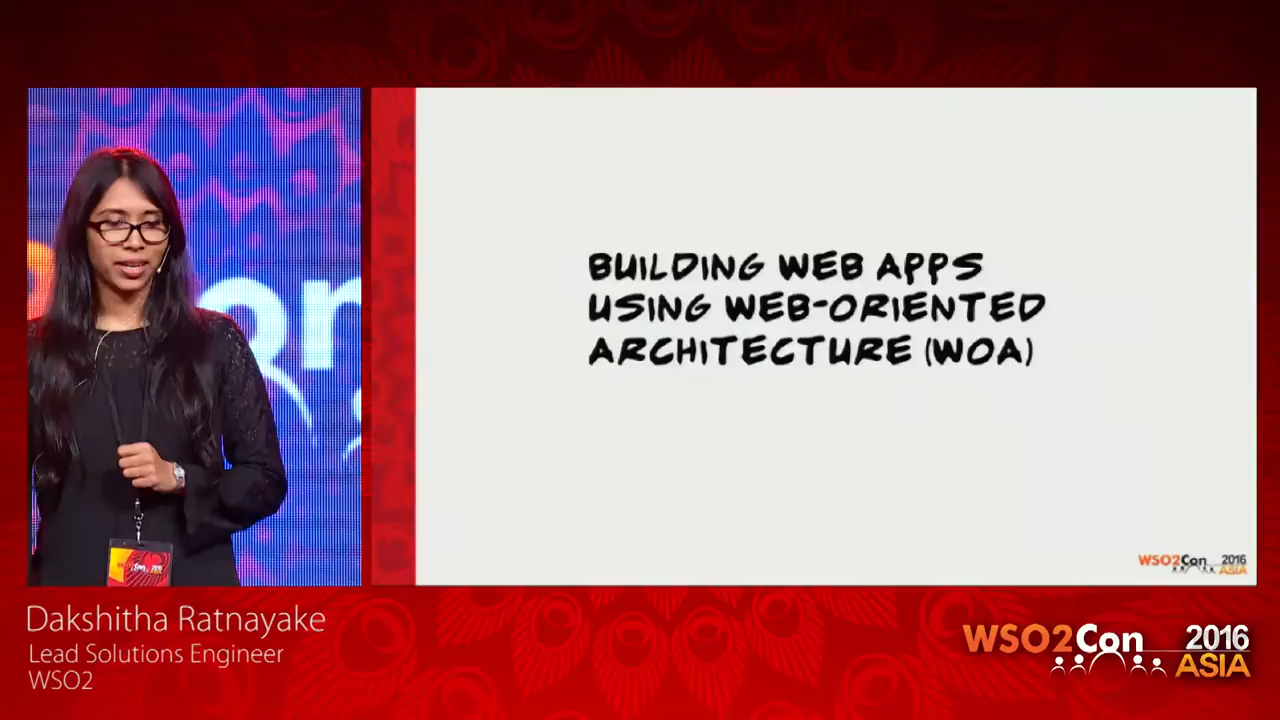 on
BUILDING WEB APPS
USING WEB-ORIENTED
ARCHITECTURE (WOA)
WSO2Con 2016
ASIA
Dakshitha Ratnayake
Lead Solutions Engineer
WSO2
WSO2Con 2016
ASIA